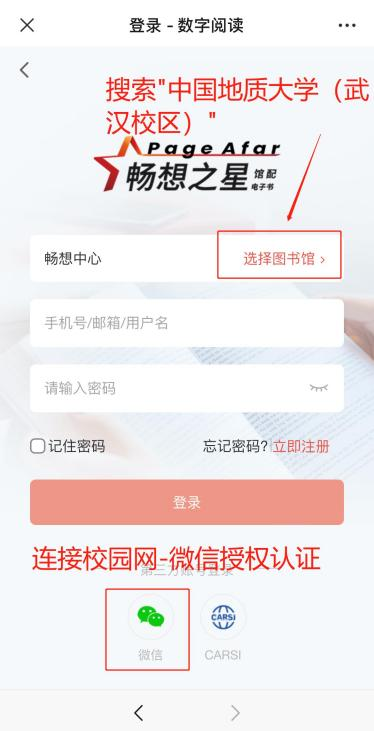 登录 - 数字阅读
搜索"中国地质大学（武
汉校区）"
Page Afar
畅想之星
馆配
电子书
畅想中心
选择图书馆 ›
手机号/邮箱/用户名
请输入密码
记住密码
忘记密码?
立即注册
登录
连接校园网-微信授权认证
第三方账号登录
CARSI
微信
CARSI